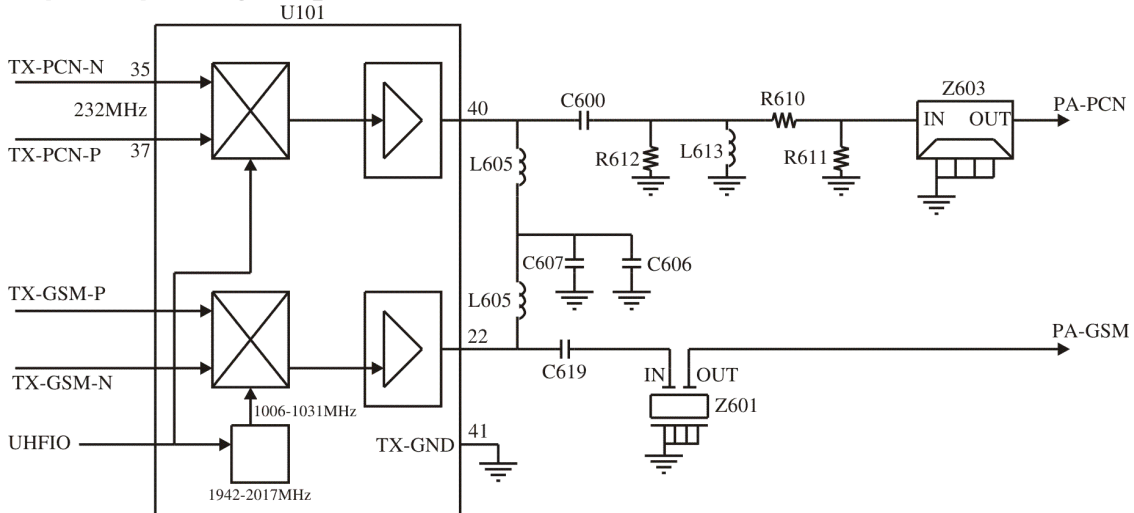 U101
TX-PCN-N
35
232MHz
TX-PCN-P
37
40
C600
R610
Z603
IN OUT
PA-PCN
L605
R612
L613
R611
C607
C606
TX-GSM-P
L605
22
PA-GSM
TX-GSM-N
C619
IN OUT
Z601
1006-1031MHz
UHFIO
TX-GND
41
1942-2017MHz